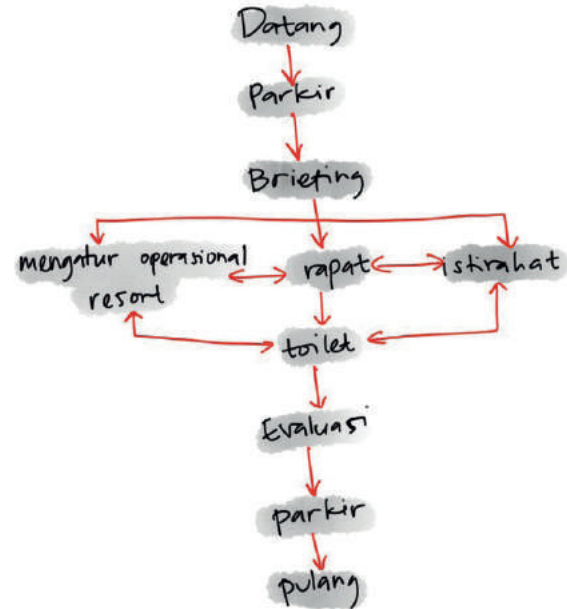 Datang
Parkir
Briefing
mengatur operasional
resort
rapat
istirahat
toilet
Evaluasi
parkir
pulang